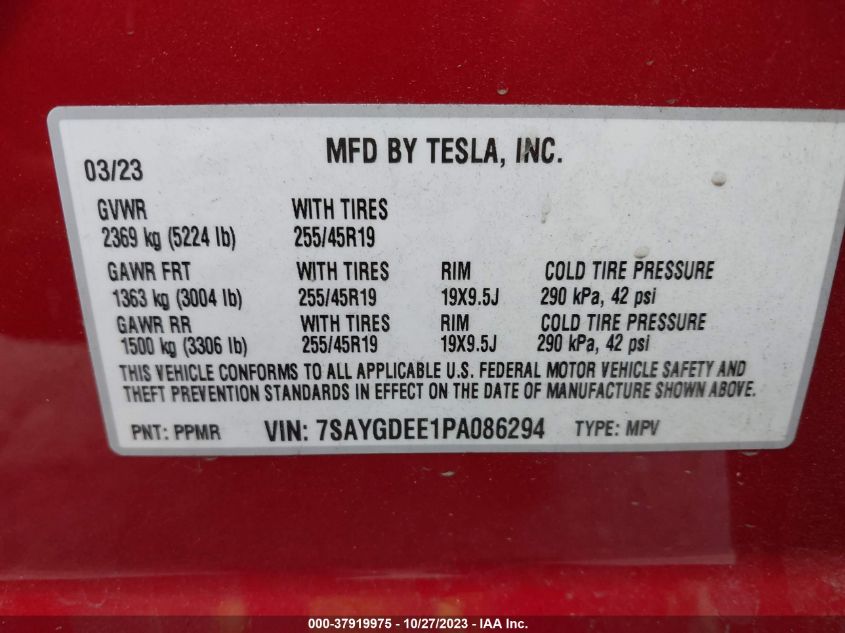 MFD BY TESLA, INC.
03/23
GVWR WITH TIRES
2369 kg (5224 lb) 255/45R19
GAWR FRT WITH TIRES RIM COLD TIRE PRESSURE
1363 kg (3004 lb) 255/45R19 19X9.5J 290 kPa, 42 psi
GAWR RR WITH TIRES RIM COLD TIRE PRESSURE
1500 kg (3306 lb) 255/45R19 19X9.5J 290 kPa, 42 psi
THIS VEHICLE CONFORMS TO ALL APPLICABLE U.S. FEDERAL MOTOR VEHICLE SAFETY AND
THEFT PREVENTION STANDARDS IN EFFECT ON THE DATE OF MANUFACTURE SHOWN ABOVE.
PNT: PPMR VIN: 7SAYGDEE1PA086294 TYPE: MPV
000-37919975 - 10/27/2023 - IAA Inc.